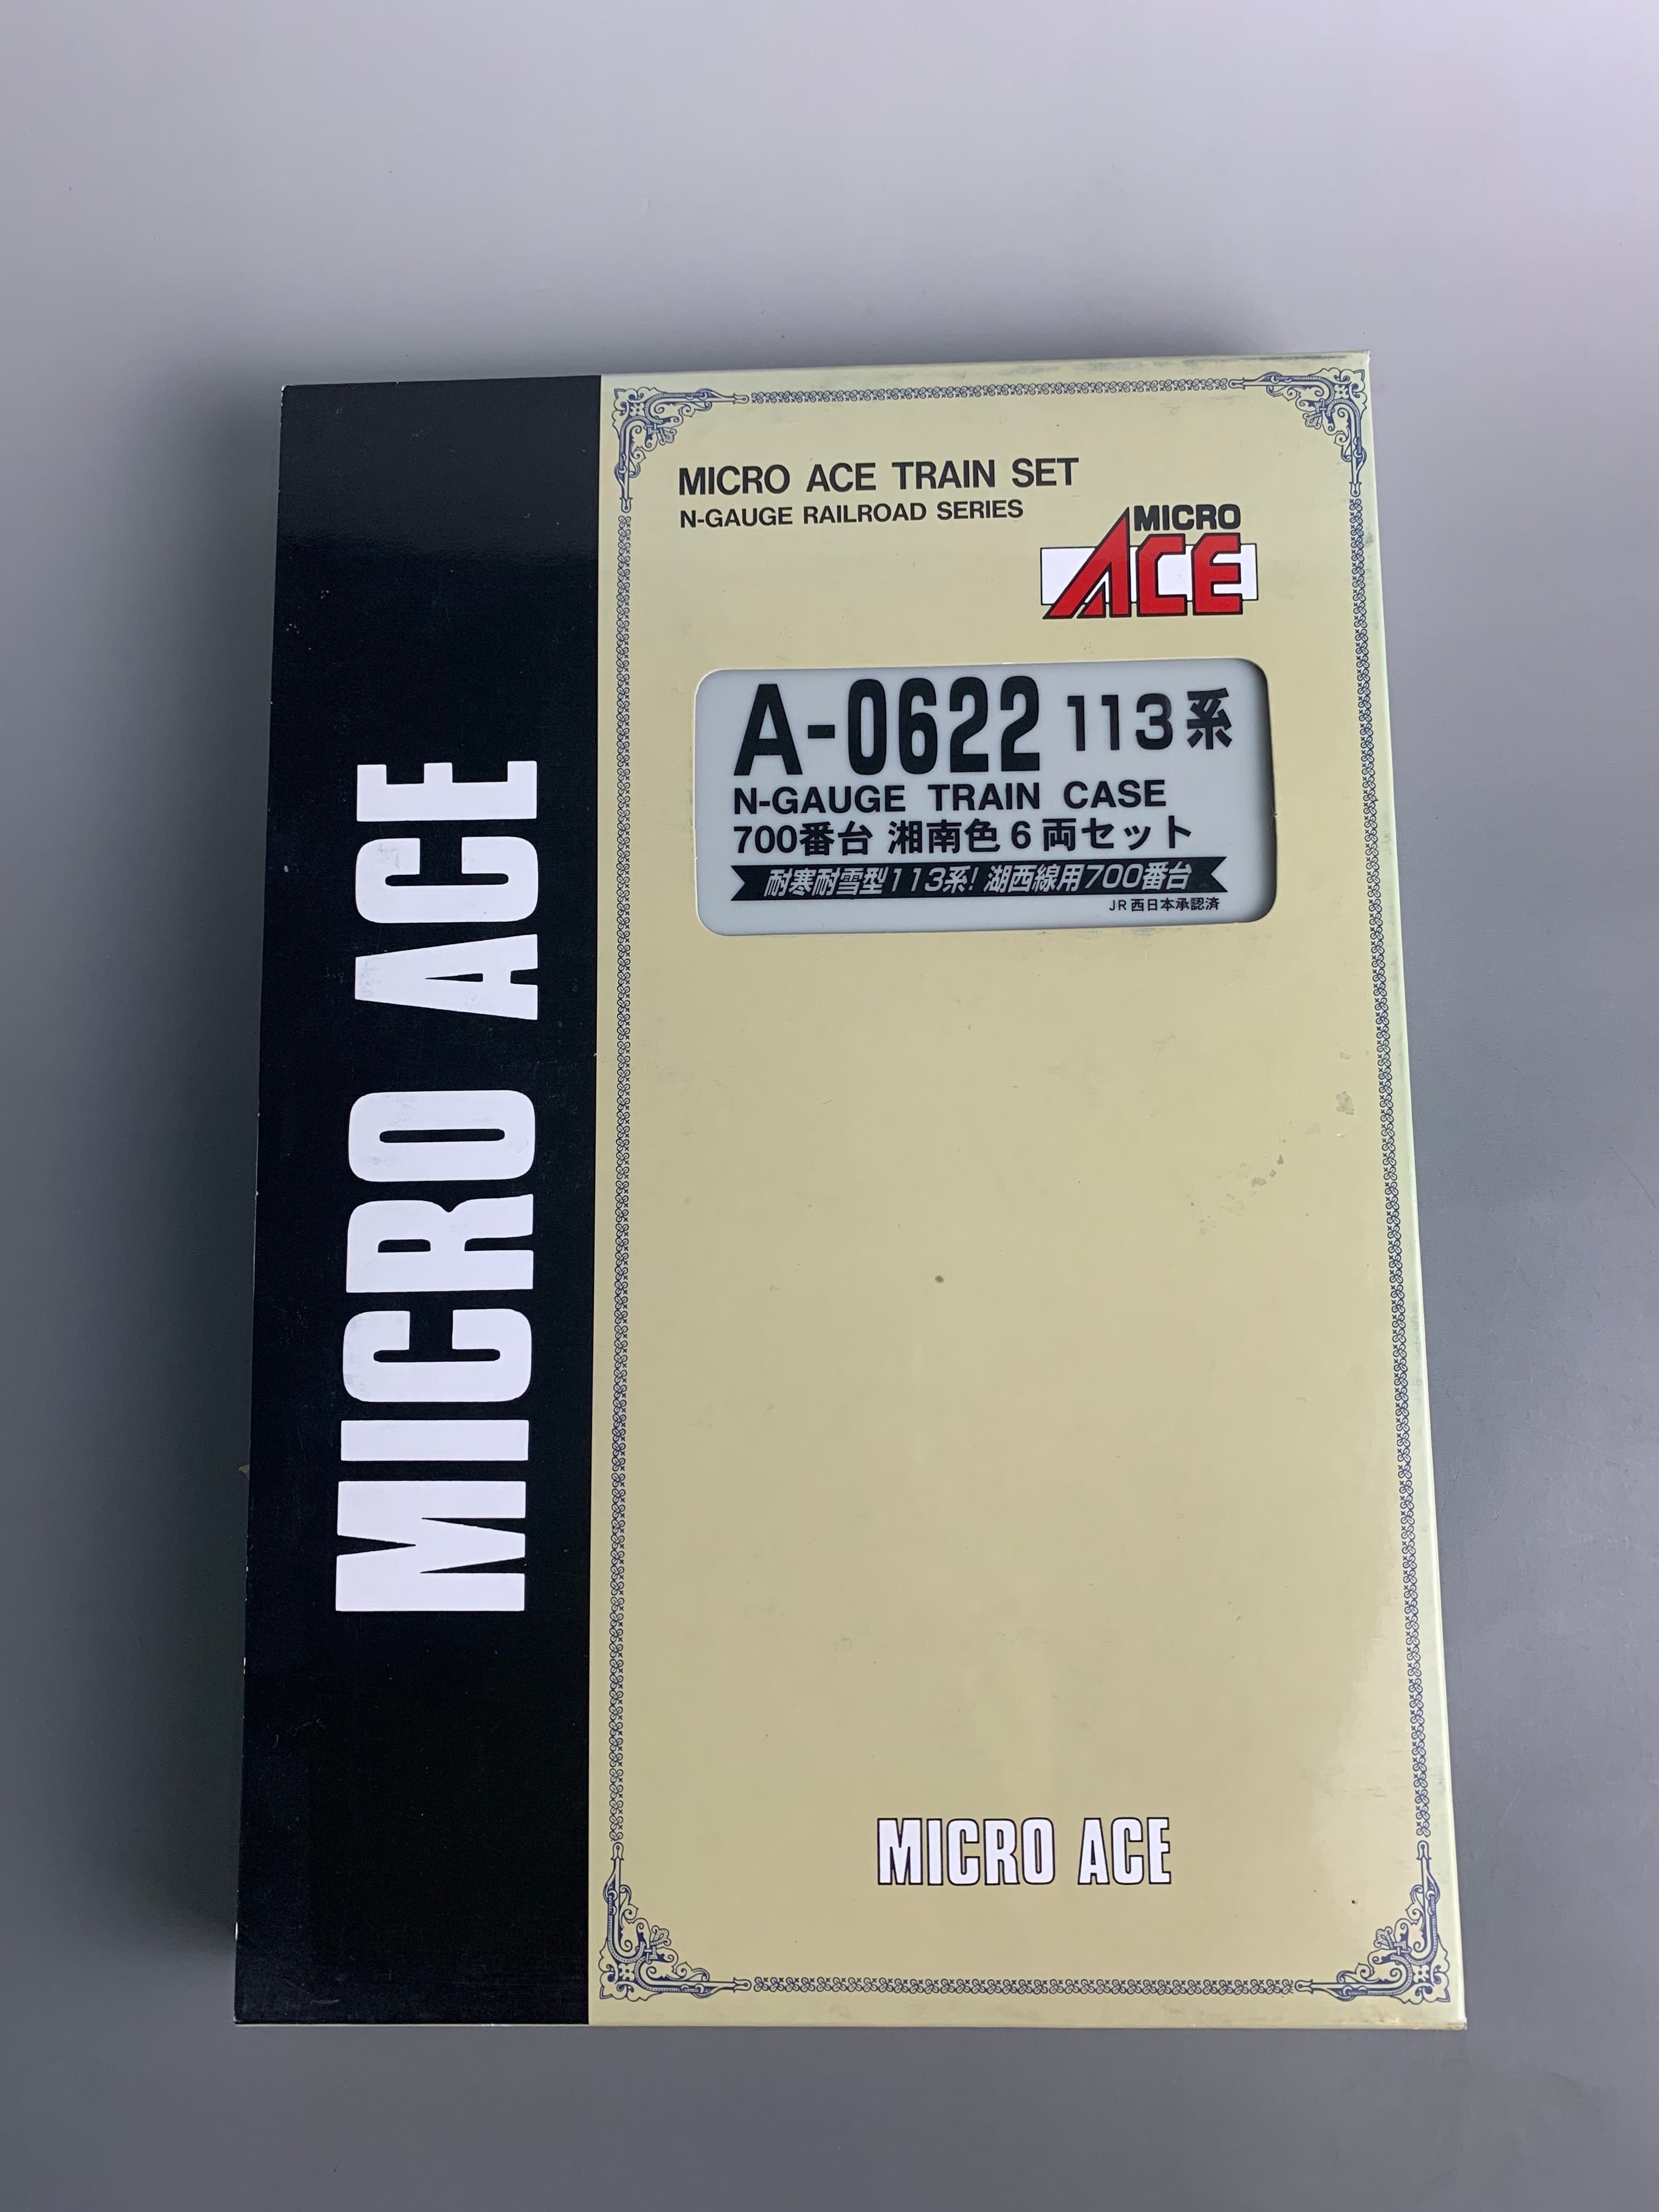 MICRO ACE
MICRO ACE TRAIN SET
N-GAUGE RAILROAD SERIES
MICRO
ACE
A-0622 113系
N-GAUGE TRAIN CASE
700番台 湘南色6両セット
耐寒耐雪型113系! 湖西線用700番台
JR西日本承認済
MICRO ACE